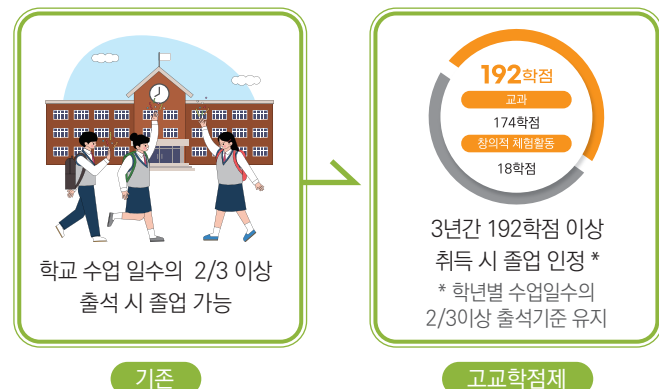 학교 수업 일수의 2/3 이상
출석 시 졸업 가능
기존
192학점
교과
174학점
창의적 체험활동
18학점
3년간 192학점 이상
취득 시 졸업 인정 *
* 학년별 수업일수의
2/3이상 출석기준 유지
고교학점제